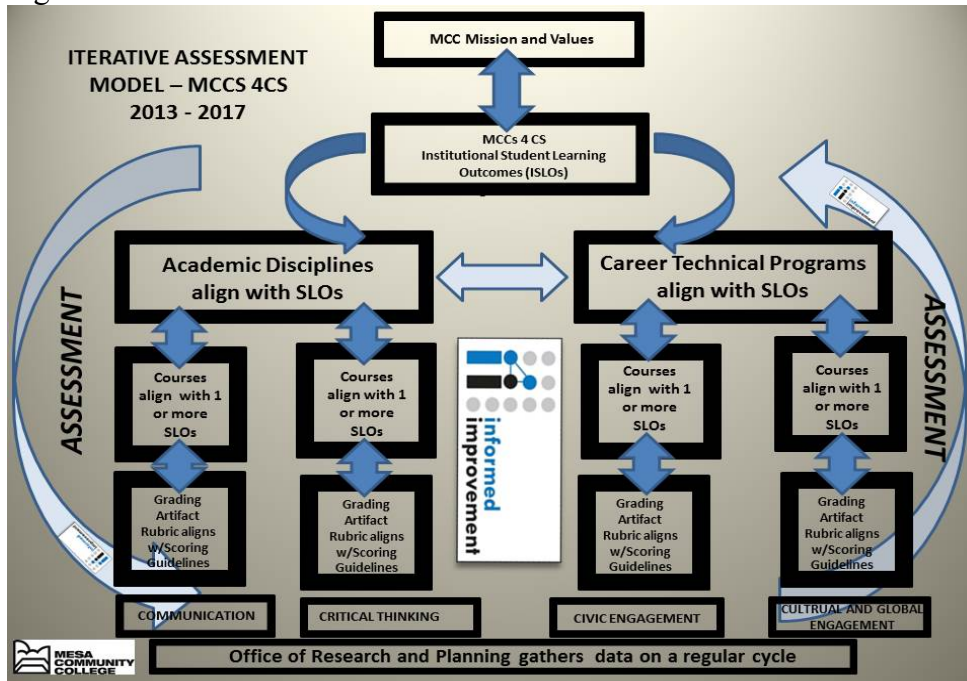 ITERATIVE ASSESSMENT
MODEL – MCCS 4CS
2013 - 2017
MCC Mission and Values
MCCs 4 CS
Institutional Student Learning
Outcomes (ISLOs)
informed
improvement
Academic Disciplines
align with SLOs
Career Technical Programs
align with SLOs
ASSESSMENT
ASSESSMENT
Courses
align with 1
or more
SLOs
Courses
align with 1
or more
SLOs
informed
improvement
Courses
align with 1
or more
SLOs
Courses
align with 1
or more
SLOs
Grading
Artifact
Rubric aligns
w/Scoring
Guidelines
Grading
Artifact
Rubric aligns
w/Scoring
Guidelines
Grading
Artifact
Rubric aligns
w/Scoring
Guidelines
Grading
Artifact
Rubric aligns
w/Scoring
Guidelines
informed
improvement
COMMUNICATION
CRITICAL THINKING
CIVIC ENGAGEMENT
CULTRUAL AND GLOBAL
ENGAGEMENT
MESA
COMMUNITY
COLLEGE
Office of Research and Planning gathers data on a regular cycle